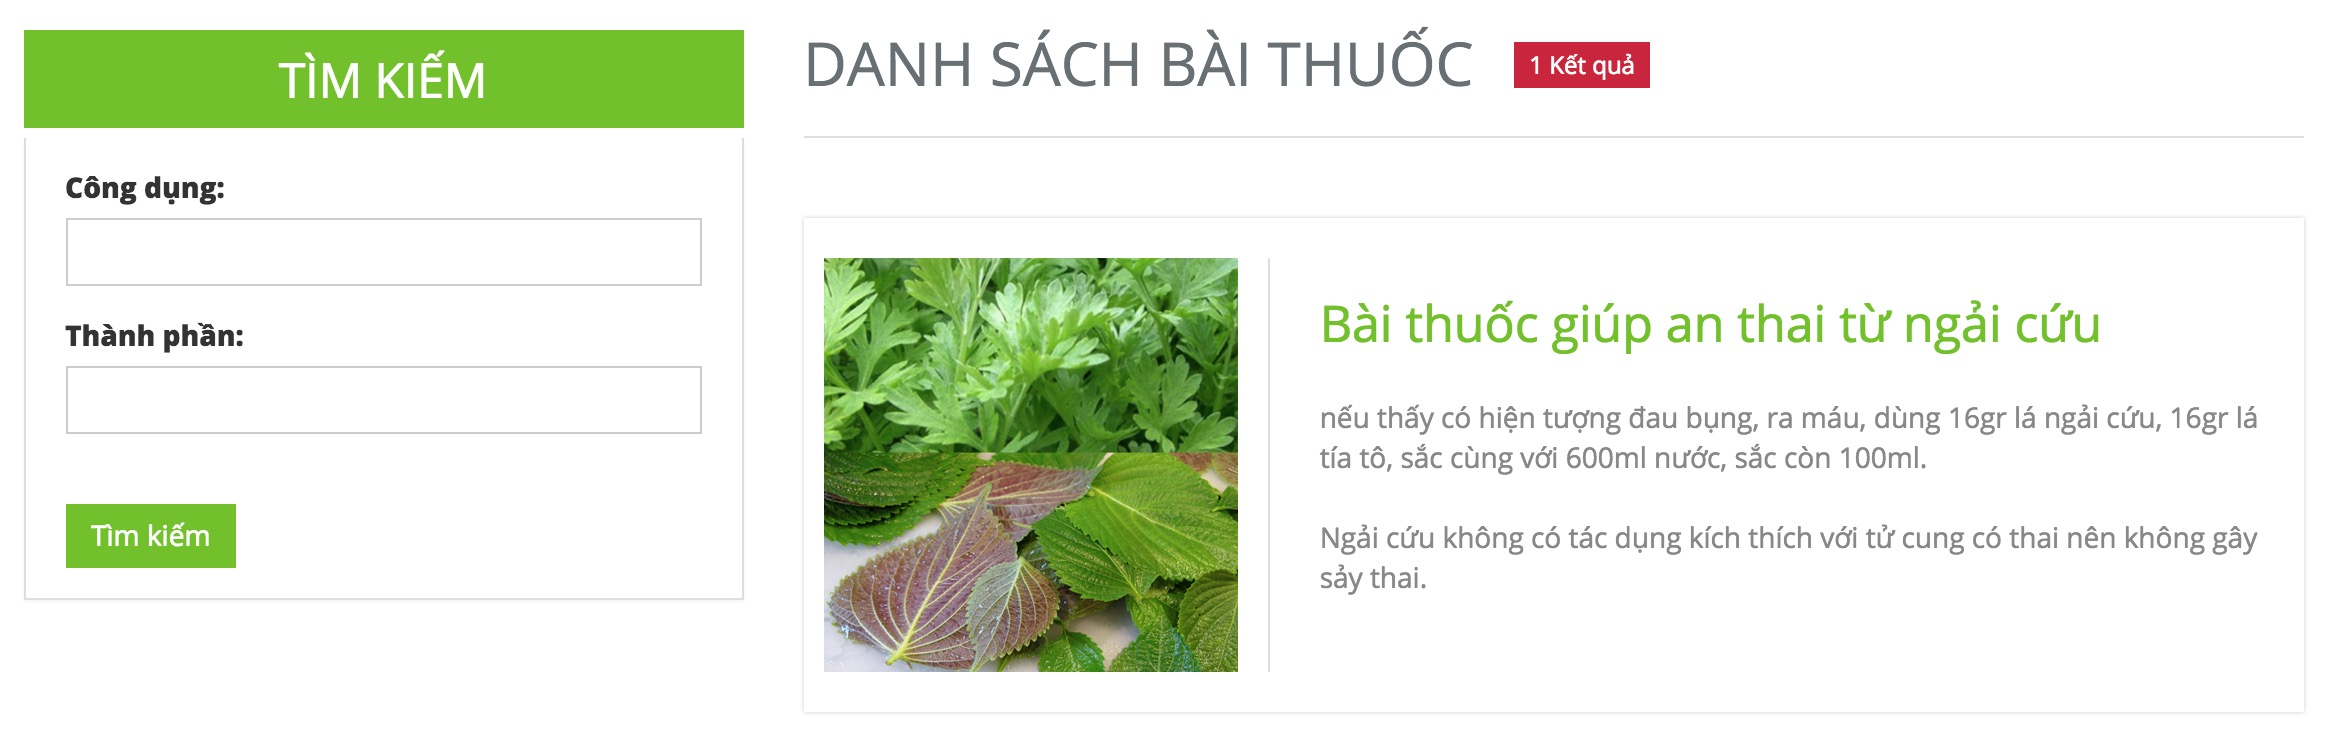 TÌM KIẾM
Công dụng:
Thành phần:
Tìm kiếm
DANH SÁCH BÀI THUỐC
1 Kết quả
Bài thuốc giúp an thai từ ngải cứu
nếu thấy có hiện tượng đau bụng, ra máu, dùng 16gr lá ngải cứu, 16gr lá
tía tô, sắc cùng với 600ml nước, sắc còn 100ml.
Ngải cứu không có tác dụng kích thích với tử cung có thai nên không gây
sảy thai.